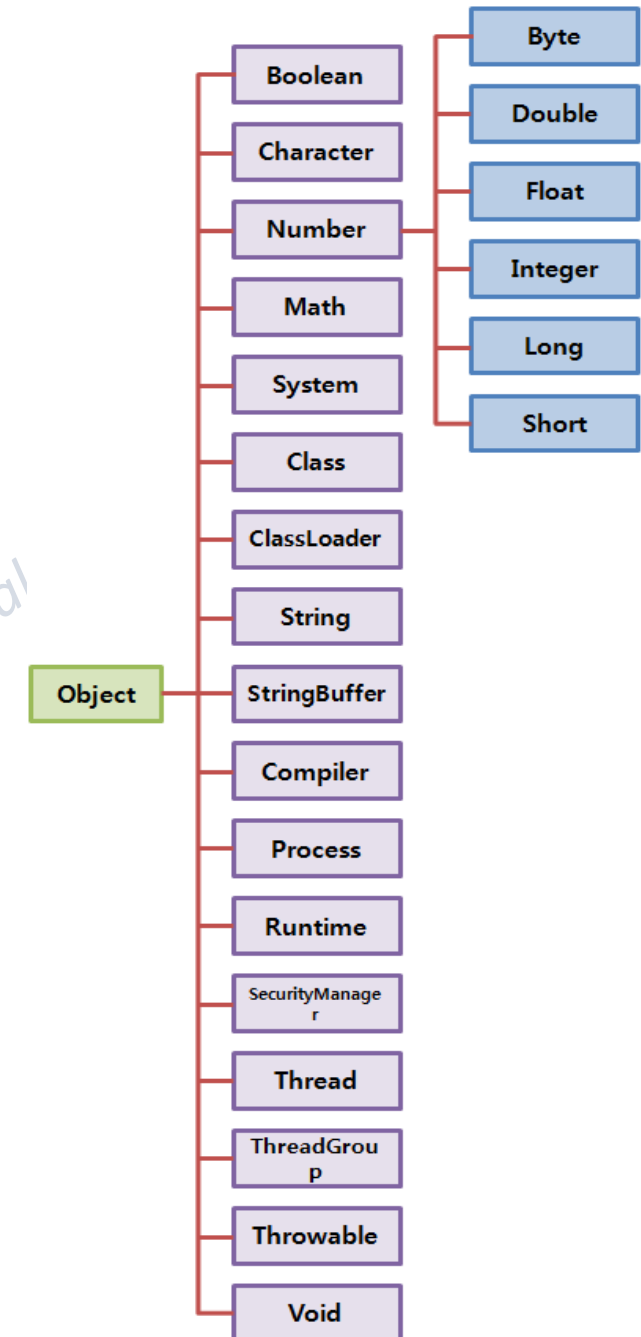 Byte
Boolean
Double
Character
Float
Number
Integer
Math
Long
System
Short
Class
ClassLoader
String
Object
StringBuffer
Compiler
Process
Runtime
SecurityManage
r
Thread
ThreadGrou
p
Throwable
Void